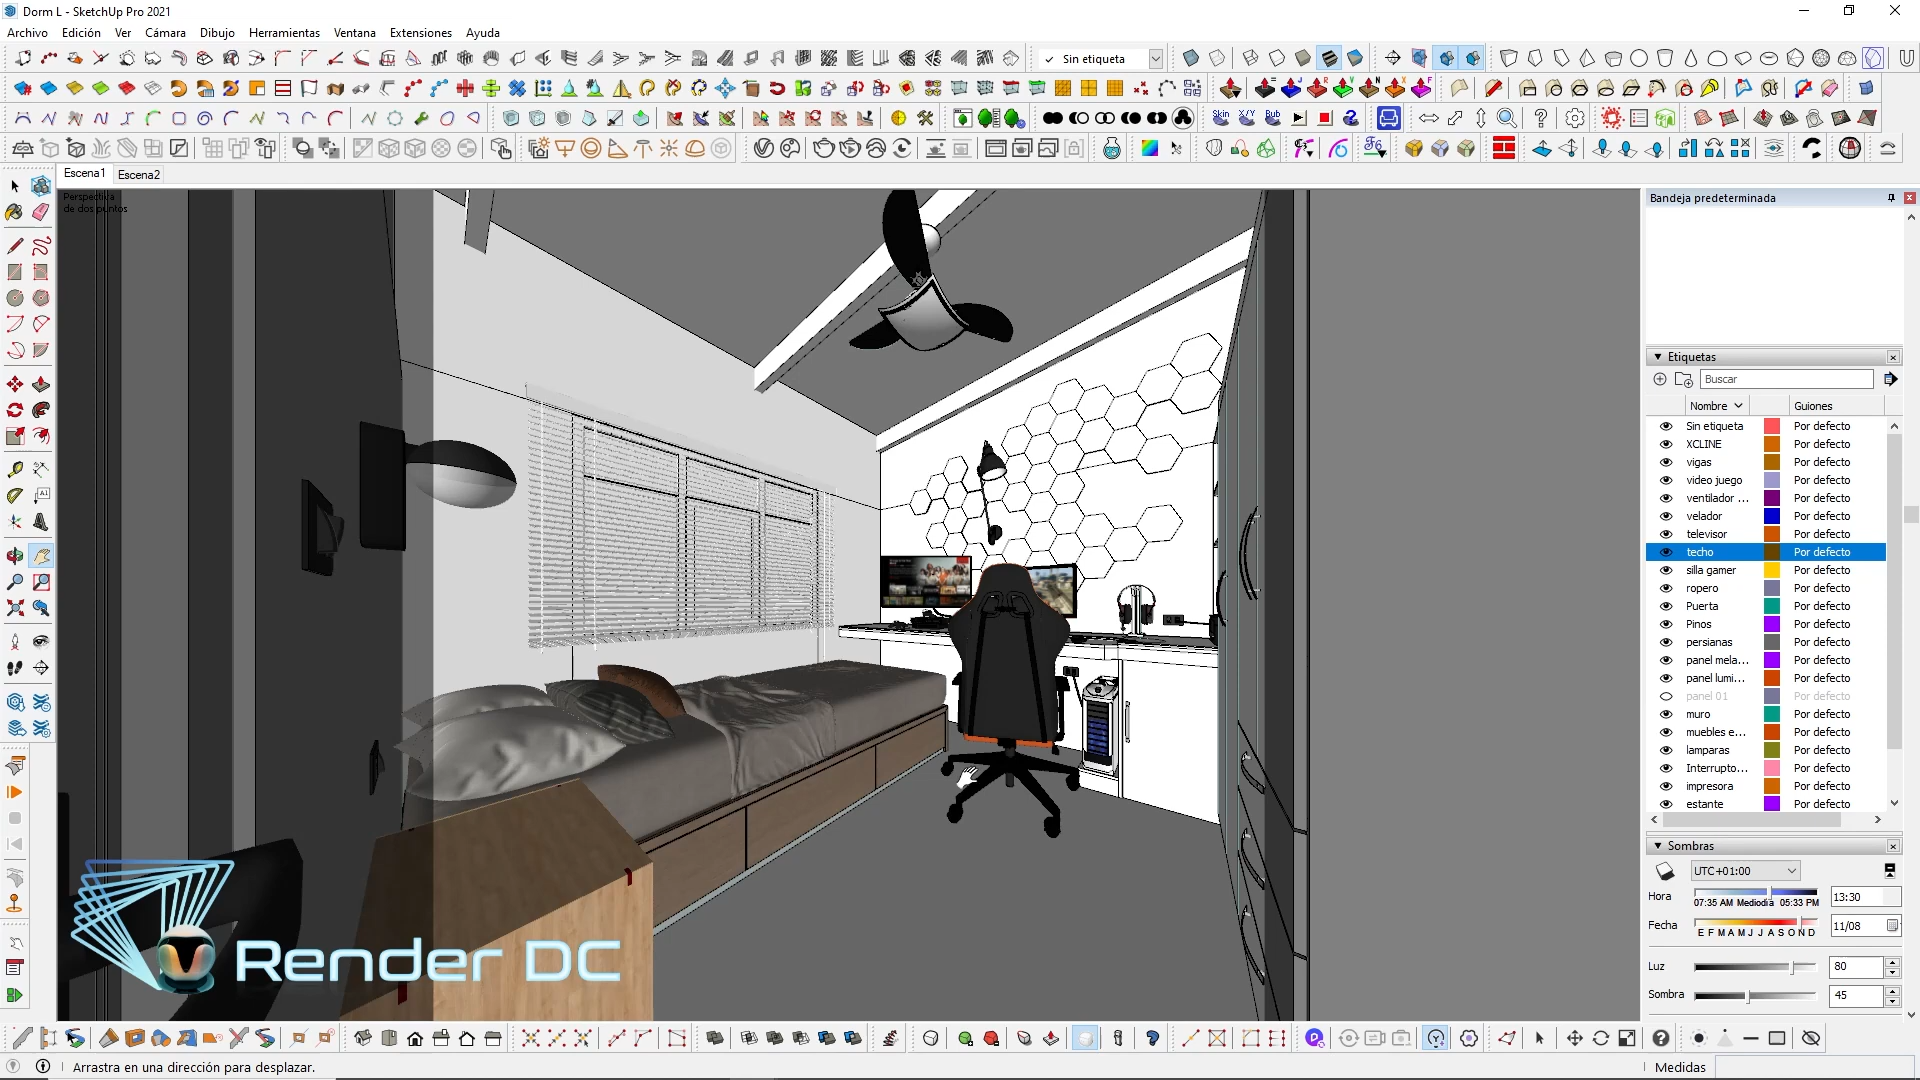 Dorm L - SketchUp Pro 2021
Archivo Edición Ver Cámara Dibujo Herramientas Ventana Extensiones Ayuda
✓ Sin etiqueta
Skin X/Y Bub
Escena1 Escena2
Perspectiva
de dos puntos
Bandeja predeterminada
Etiquetas
Buscar
Nombre Guiones
Sin etiqueta Por defecto
XCLINE Por defecto
vigas Por defecto
video juego Por defecto
ventilador ... Por defecto
velador Por defecto
televisor Por defecto
techo Por defecto
silla gamer Por defecto
ropero Por defecto
Puerta Por defecto
Pinos Por defecto
persianas Por defecto
panel mela... Por defecto
panel lumi... Por defecto
panel 01 Por defecto
muro Por defecto
muebles e... Por defecto
lamparas Por defecto
Interrupto... Por defecto
impresora Por defecto
estante Por defecto
Sombras
UTC+01:00
Hora 13:30
07:35 AM Mediodía 05:33 PM
Fecha 11/08
E F M A M J J A S O N D
Luz 80
Sombra 45
Render DC
Arrastra en una dirección para desplazar.
Medidas